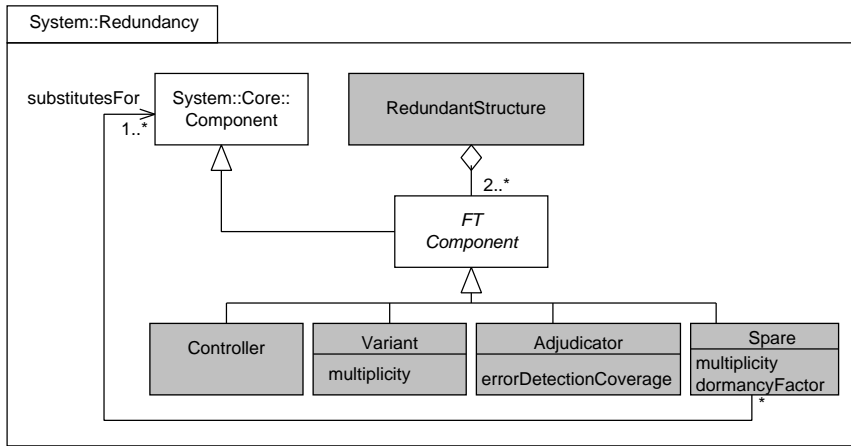 System::Redundancy
substitutesFor
1..*
System::Core::
Component
RedundantStructure
2..*
FT
Component
Controller
Variant
multiplicity
Adjudicator
errorDetectionCoverage
Spare
multiplicity
dormancyFactor
*